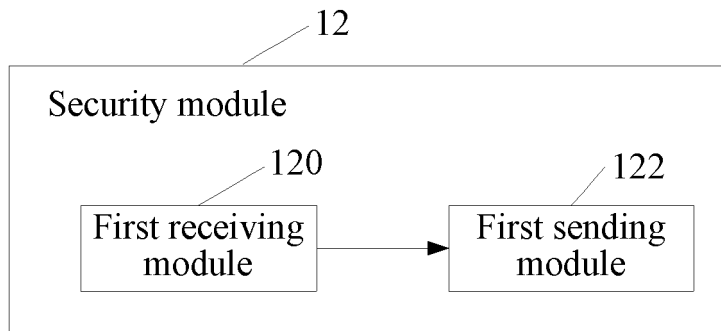 12
Security module
120
122
First receiving
module
First sending
module